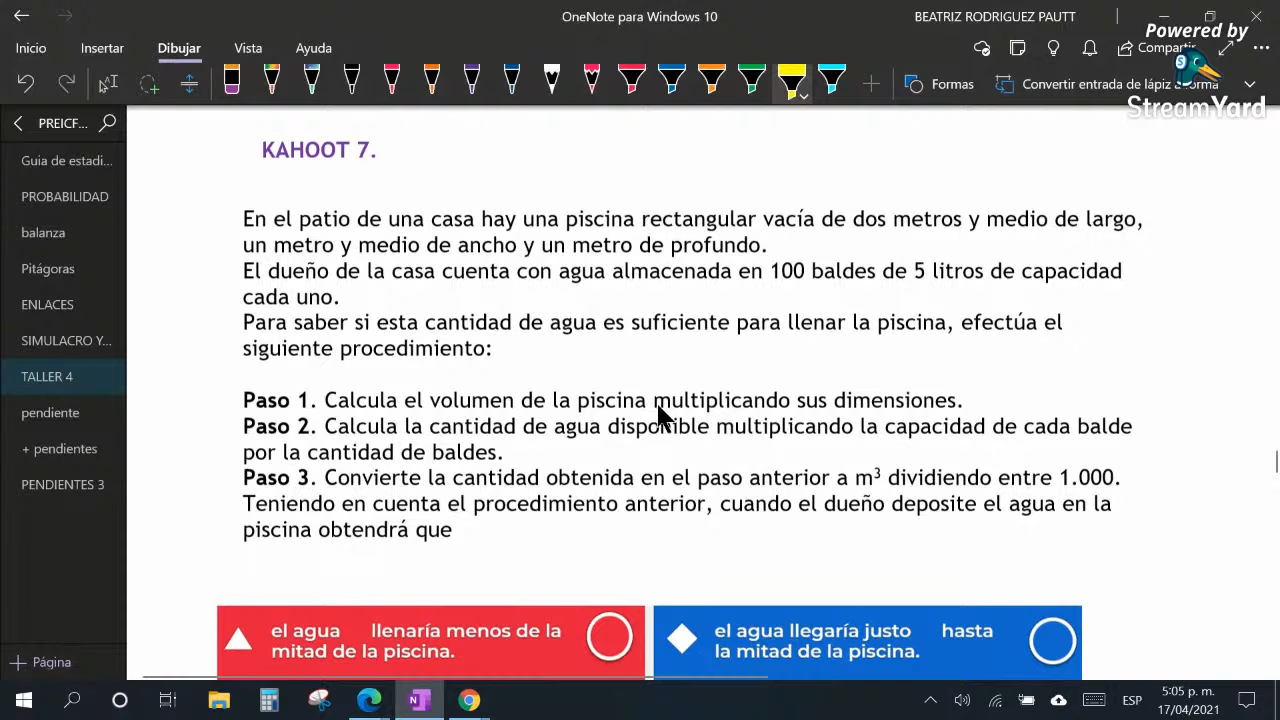 OneNote para Windows 10
BEATRIZ RODRIGUEZ PAUTT
Powered by
StreamYard
Inicio Insertar Dibujar Vista Ayuda
Compartir
Formas
Convertir entrada de lápiz a forma
PREICF...
Guia de estadi...
PROBABILIDAD
balanza
Pitágoras
ENLACES
SIMULACRO Y...
TALLER 4
pendiente
+ pendientes
PENDIENTES 3
Página
KAHOOT 7.
En el patio de una casa hay una piscina rectangular vacía de dos metros y medio de largo,
un metro y medio de ancho y un metro de profundo.
El dueño de la casa cuenta con agua almacenada en 100 baldes de 5 litros de capacidad
cada uno.
Para saber si esta cantidad de agua es suficiente para llenar la piscina, efectúa el
siguiente procedimiento:
Paso 1. Calcula el volumen de la piscina multiplicando sus dimensiones.
Paso 2. Calcula la cantidad de agua disponible multiplicando la capacidad de cada balde
por la cantidad de baldes.
Paso 3. Convierte la cantidad obtenida en el paso anterior a m³ dividiendo entre 1.000.
Teniendo en cuenta el procedimiento anterior, cuando el dueño deposite el agua en la
piscina obtendrá que
el agua llenaría menos de la
mitad de la piscina.
el agua llegaría justo hasta
la mitad de la piscina.
ESP
5:05 p. m.
17/04/2021